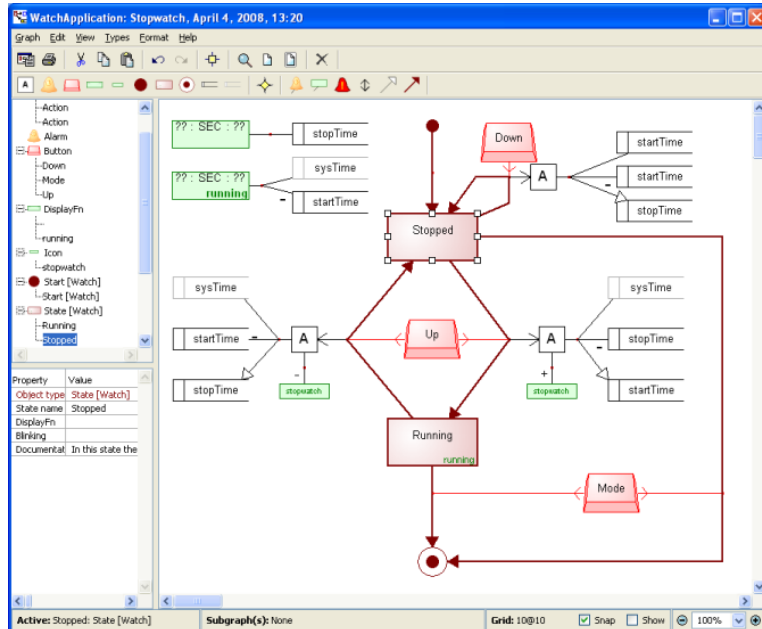 WatchApplication: Stopwatch, April 4, 2008, 13:20
Graph Edit View Types Format Help
A
Action
Action
Alarm
Button
Down
Mode
Up
DisplayFn
running
Icon
stopwatch
Start [Watch]
Start [Watch]
State [Watch]
Running
Stopped
Property Value
Object type State [Watch]
State name Stopped
DisplayFn
Blinking
Documentat In this state the
?? : SEC : ??
stopTime
Down
startTime
?? : SEC : ??
running
sysTime
startTime
A
startTime
stopTime
Stopped
sysTime
startTime
stopTime
A
stopwatch
Up
A
stopwatch
sysTime
stopTime
startTime
Running
running
Mode
Active: Stopped: State [Watch] Subgraph(s): None Grid: 10@10 Snap Show 100%